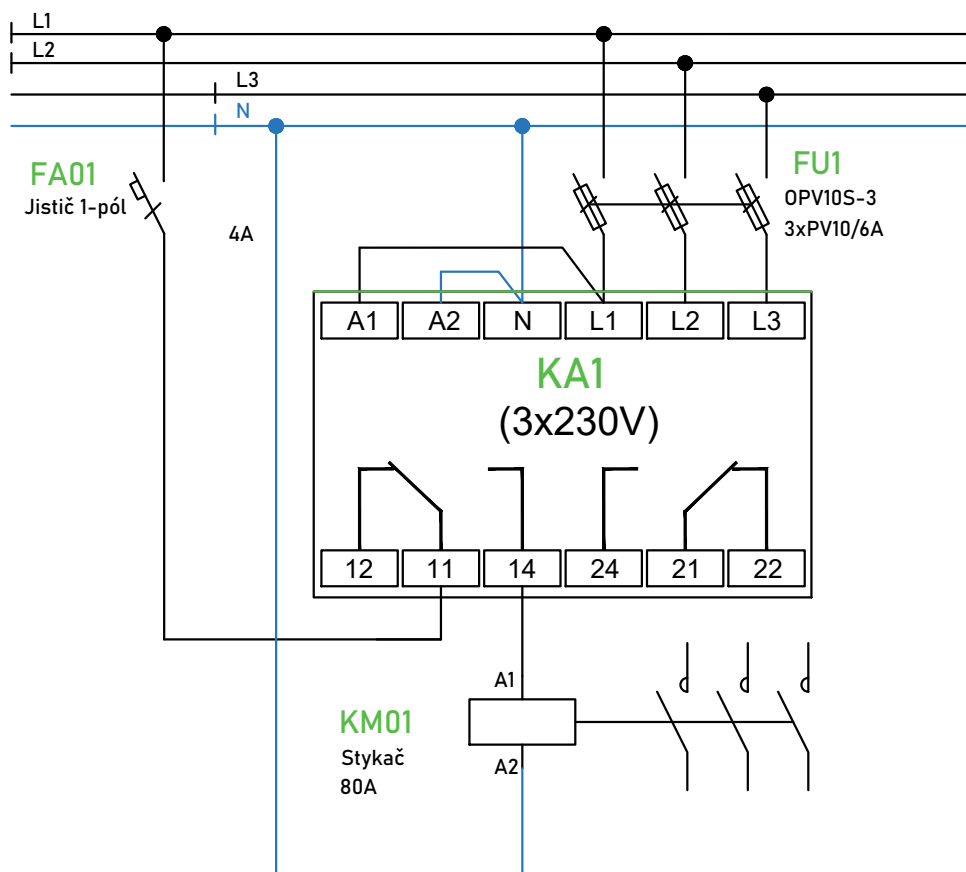 L1
L2
L3
N
FA01
Jistič 1-pól
4A
FU1
OPV10S-3
3xPV10/6A
A1 A2 N L1 L2 L3
KA1
(3x230V)
12 11 14 24 21 22
A1
KM01
Stykač
80A
A2